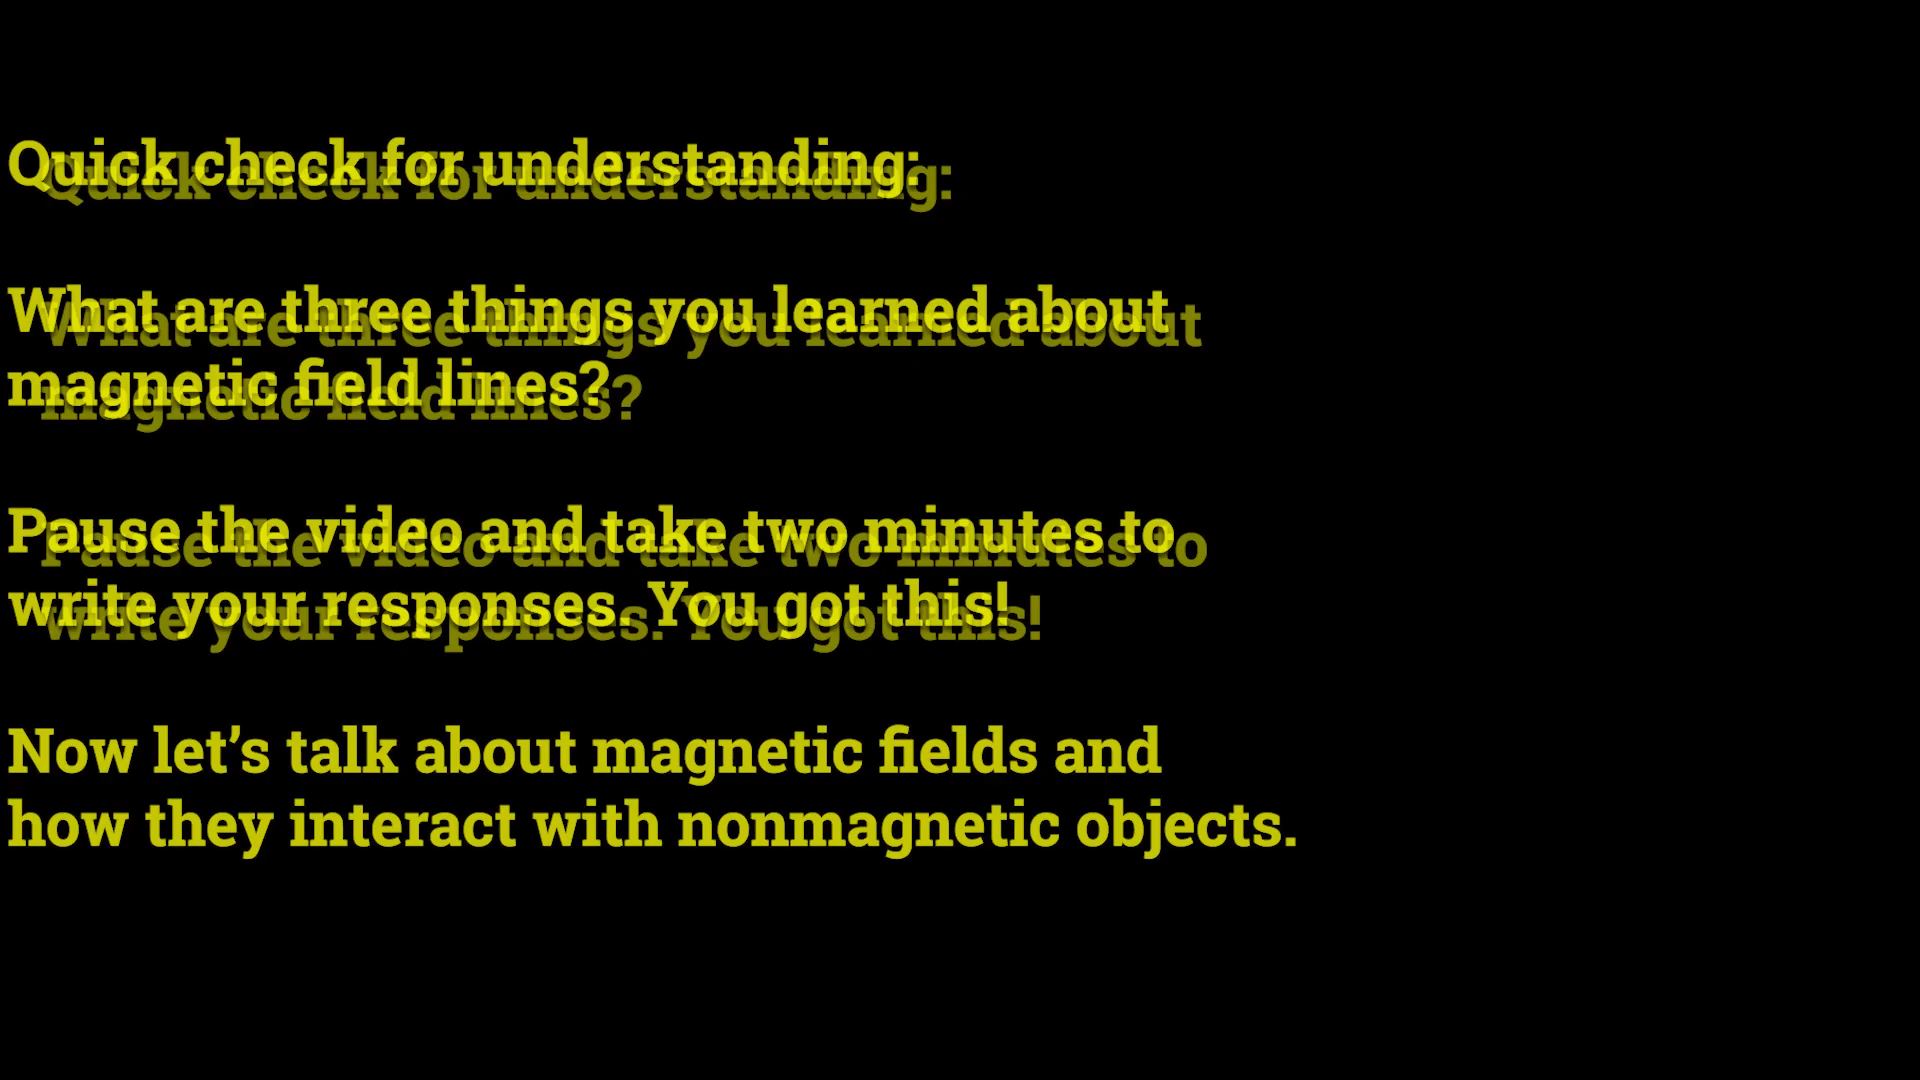 Quick check for understanding:
What are three things you learned about
magnetic field lines?
Pause the video and take two minutes to
write your responses. You got this!
Now let’s talk about magnetic fields and
how they interact with nonmagnetic objects.